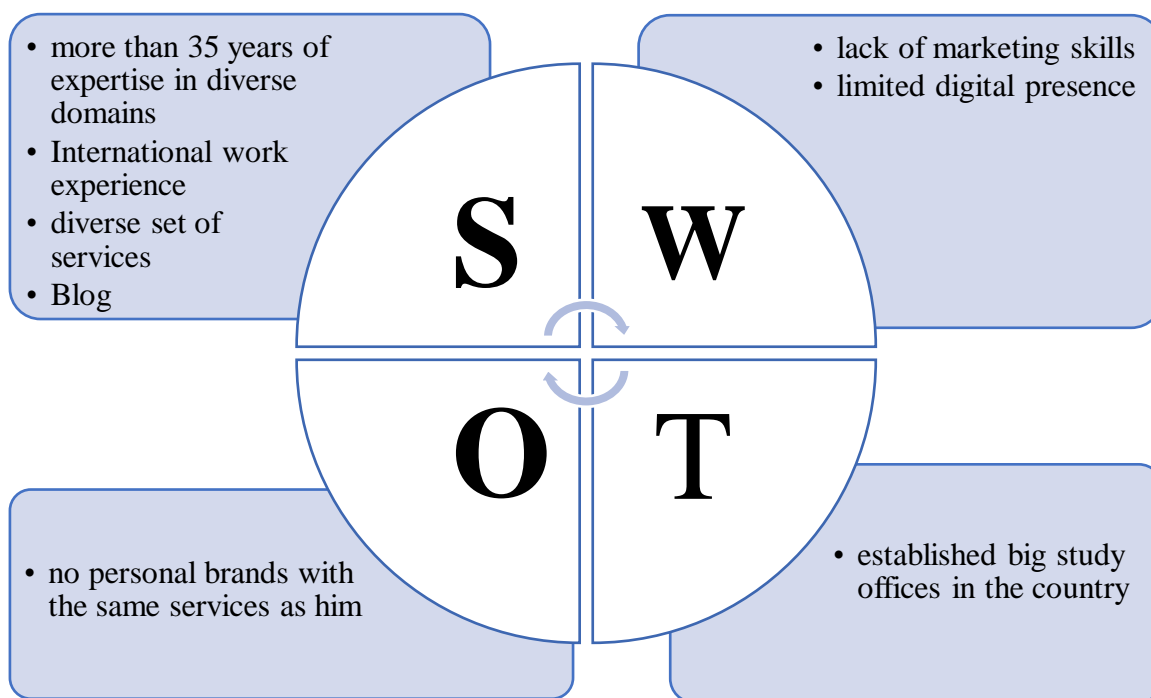 • more than 35 years of
expertise in diverse
domains
• International work
experience
• diverse set of
services
• Blog
• lack of marketing skills
• limited digital presence
S
W
O
T
• no personal brands with
the same services as him
• established big study
offices in the country